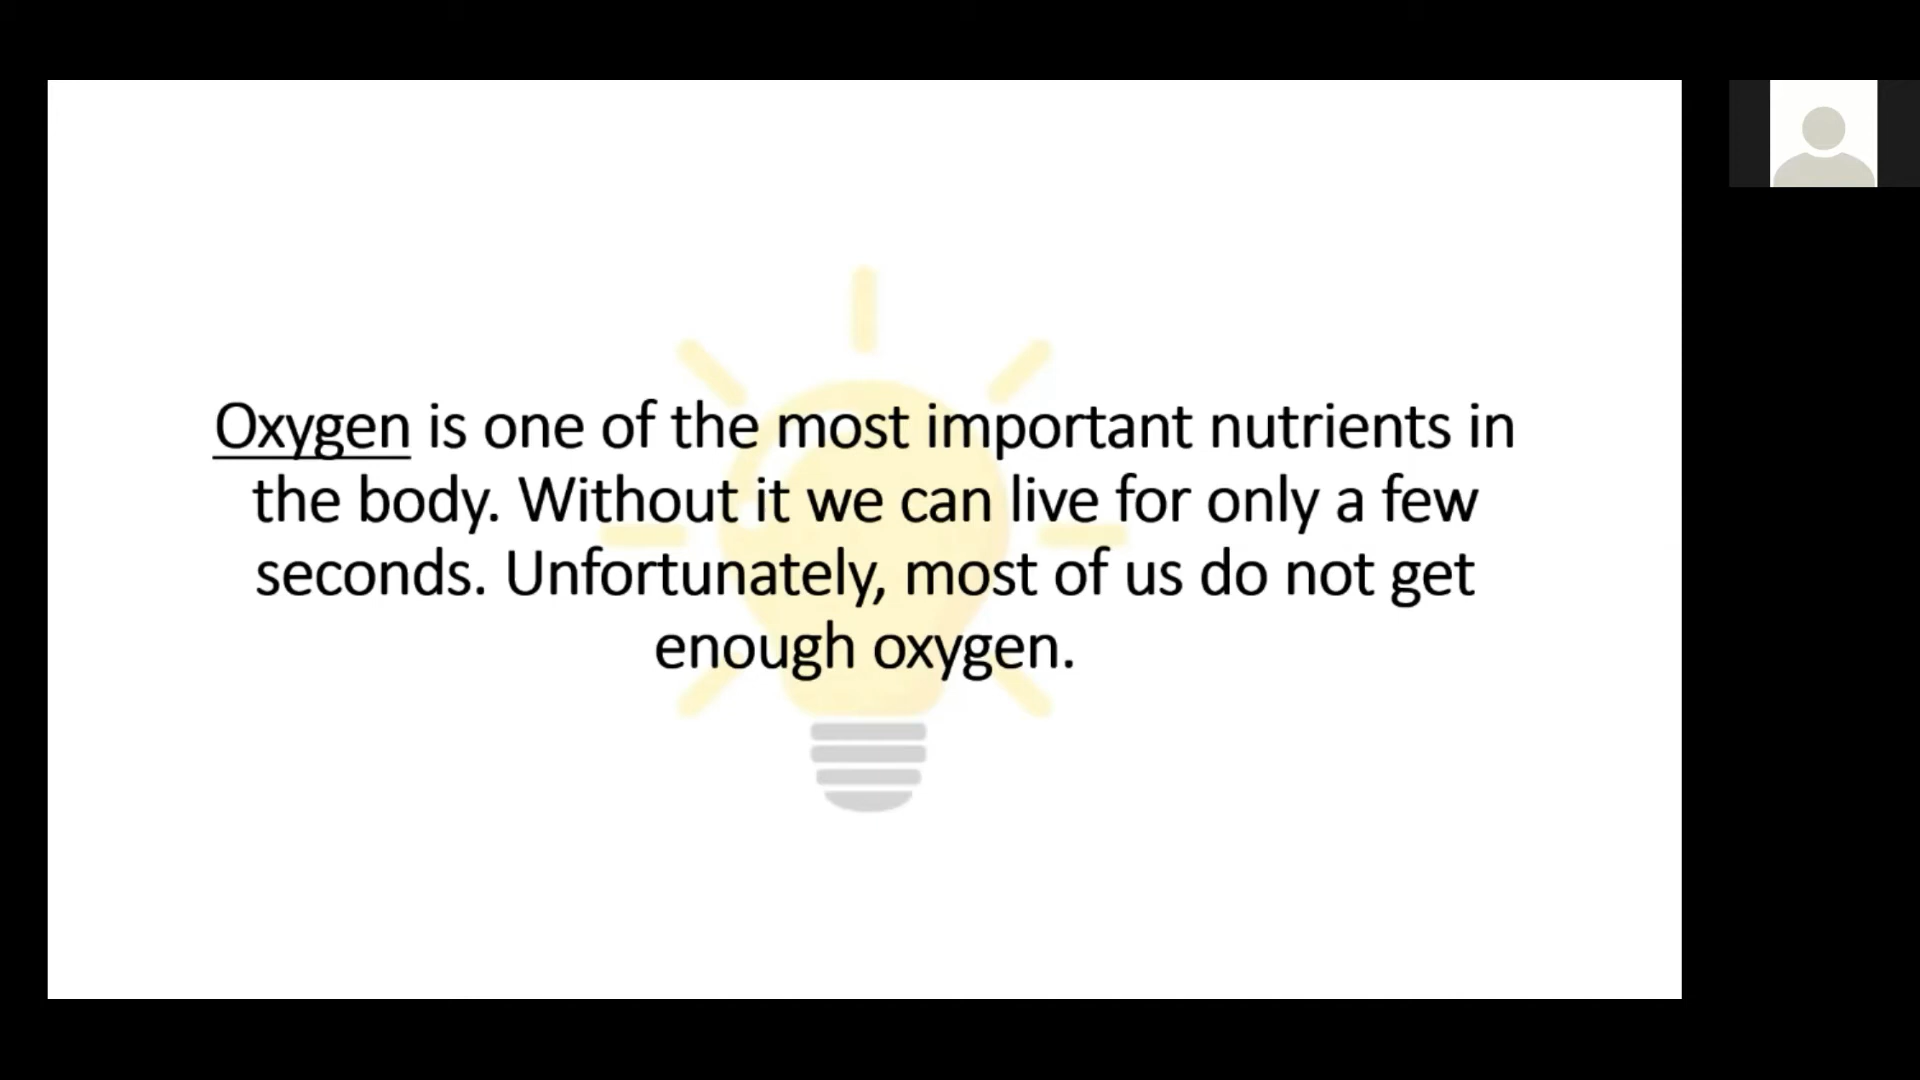 Oxygen is one of the most important nutrients in
the body. Without it we can live for only a few
seconds. Unfortunately, most of us do not get
enough oxygen.